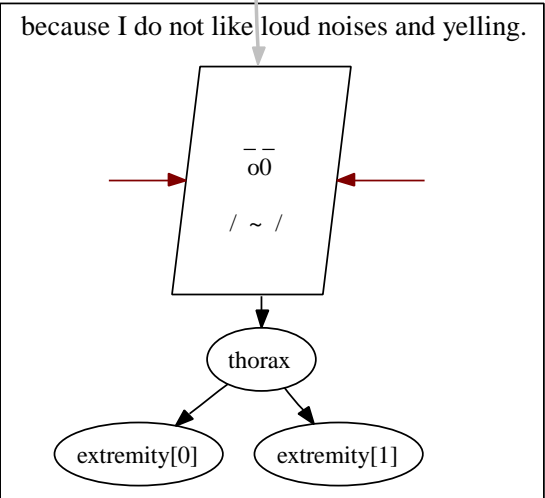 because I do not like loud noises and yelling.
_ _
o0
/ ~ /
thorax
extremity[0] extremity[1]